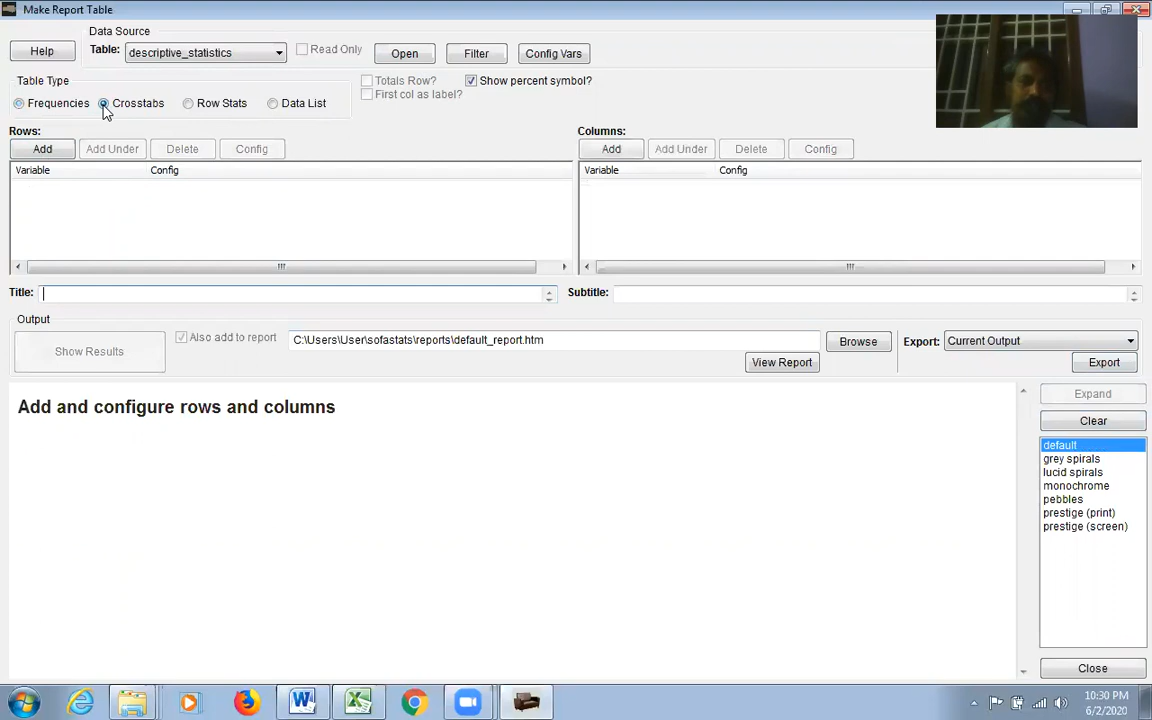 Make Report Table
Data Source
Help
Table: descriptive_statistics
Read Only
Open
Filter
Config Vars
Table Type
Totals Row?
Show percent symbol?
First col as label?
Frequencies
Crosstabs
Row Stats
Data List
Rows:
Columns:
Add
Add Under
Delete
Config
Add
Add Under
Delete
Config
Variable
Config
Variable
Config
Title:
Subtitle:
Output
Show Results
Also add to report
C:\Users\User\sofastats\reports\default_report.htm
Browse
Export: Current Output
View Report
Export
Add and configure rows and columns
Expand
Clear
default
grey spirals
lucid spirals
monochrome
pebbles
prestige (print)
prestige (screen)
Close
10:30 PM
6/2/2020